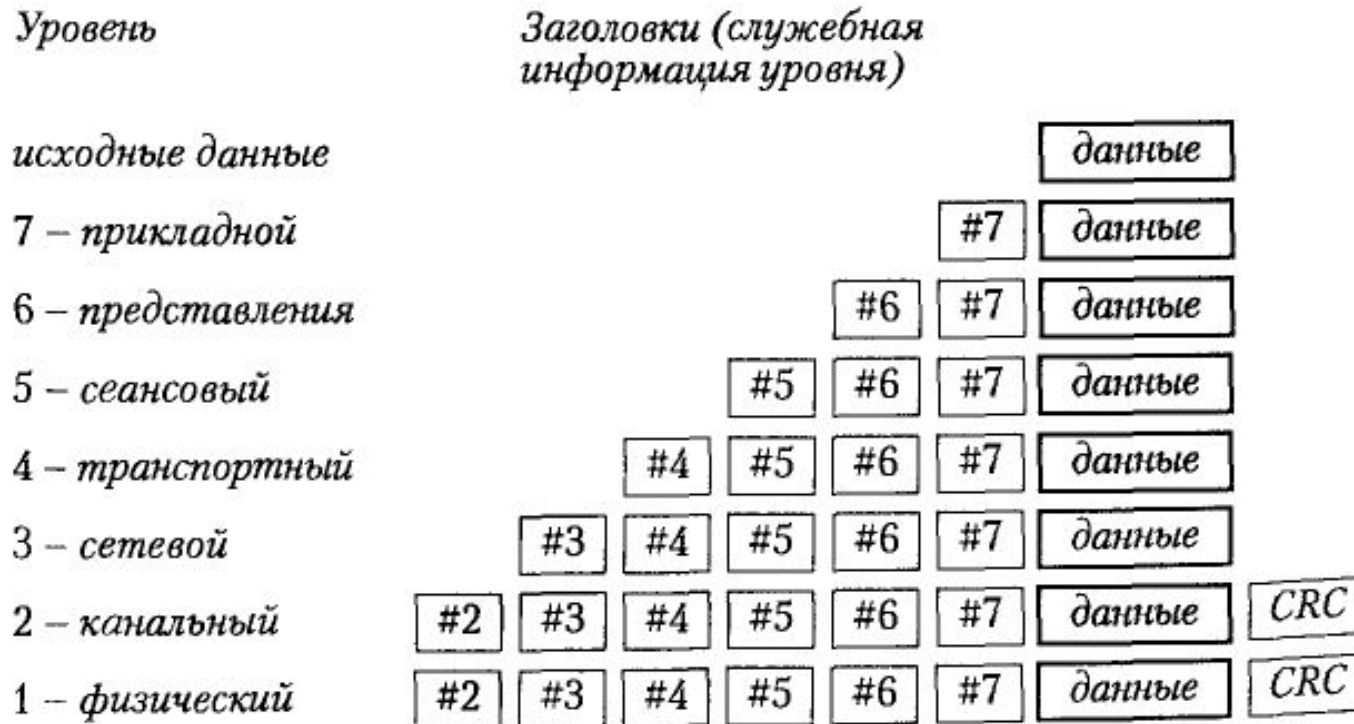 Уровень Заголовки (служебная
информация уровня)
исходные данные данные
7 – прикладной #7 данные
6 – представления #6 #7 данные
5 – сеансовый #5 #6 #7 данные
4 – транспортный #4 #5 #6 #7 данные
3 – сетевой #3 #4 #5 #6 #7 данные
2 – канальный #2 #3 #4 #5 #6 #7 данные CRC
1 – физический #2 #3 #4 #5 #6 #7 данные CRC